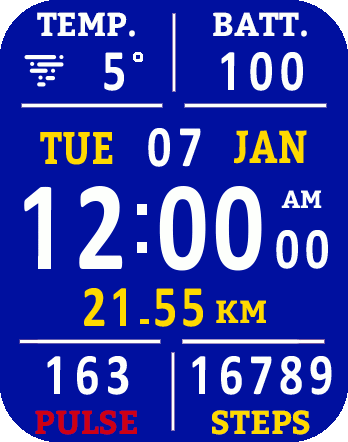 TEMP. BATT.
5° 100
TUE 07 JAN
12:00 AM
00
21.55 KM
163 16789
PULSE STEPS